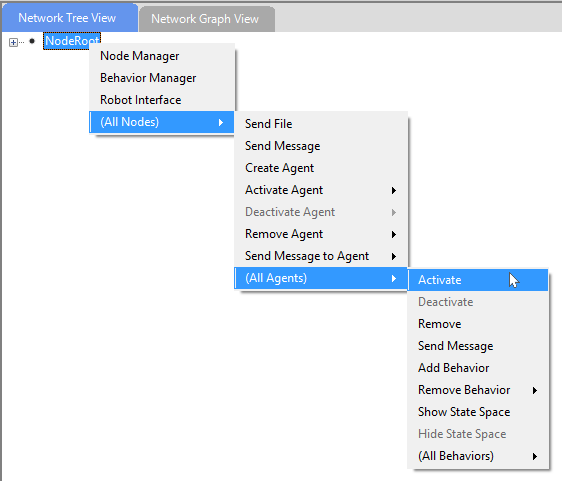 Network Tree View
Network Graph View
NodeRoot
Node Manager
Behavior Manager
Robot Interface
(All Nodes)
Send File
Send Message
Create Agent
Activate Agent
Deactivate Agent
Remove Agent
Send Message to Agent
(All Agents)
Activate
Deactivate
Remove
Send Message
Add Behavior
Remove Behavior
Show State Space
Hide State Space
(All Behaviors)